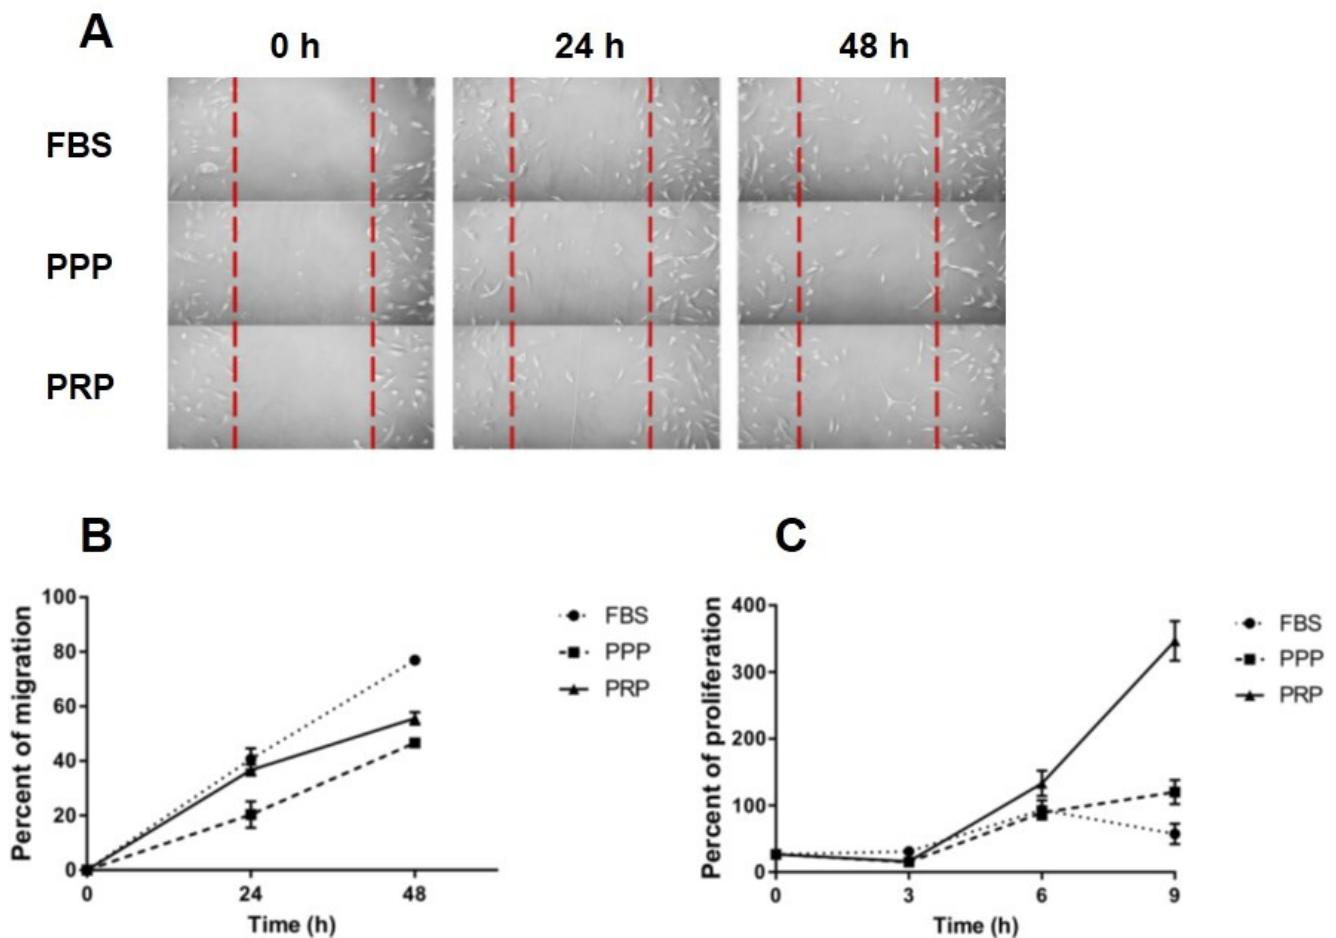 A
0 h 24 h 48 h
FBS
PPP
PRP
B
Percent of migration
100
80
60
40
20
0
0 24 48
Time (h)
FBS
PPP
PRP
C
Percent of proliferation
400
300
200
100
0
0 3 6 9
Time (h)
FBS
PPP
PRP